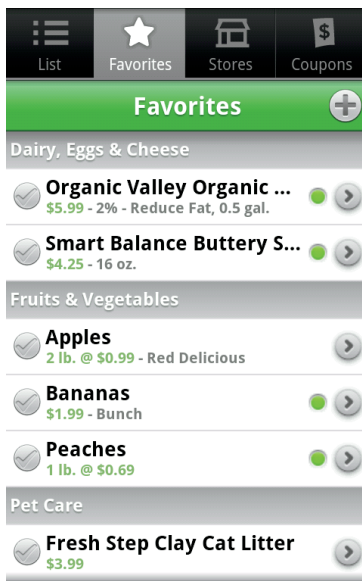 List Favorites Stores Coupons
Favorites
Dairy, Eggs & Cheese
Organic Valley Organic ...
$5.99 - 2% - Reduce Fat, 0.5 gal.
Smart Balance Buttery S...
$4.25 - 16 oz.
Fruits & Vegetables
Apples
2 lb. @ $0.99 - Red Delicious
Bananas
$1.99 - Bunch
Peaches
1 lb. @ $0.69
Pet Care
Fresh Step Clay Cat Litter
$3.99